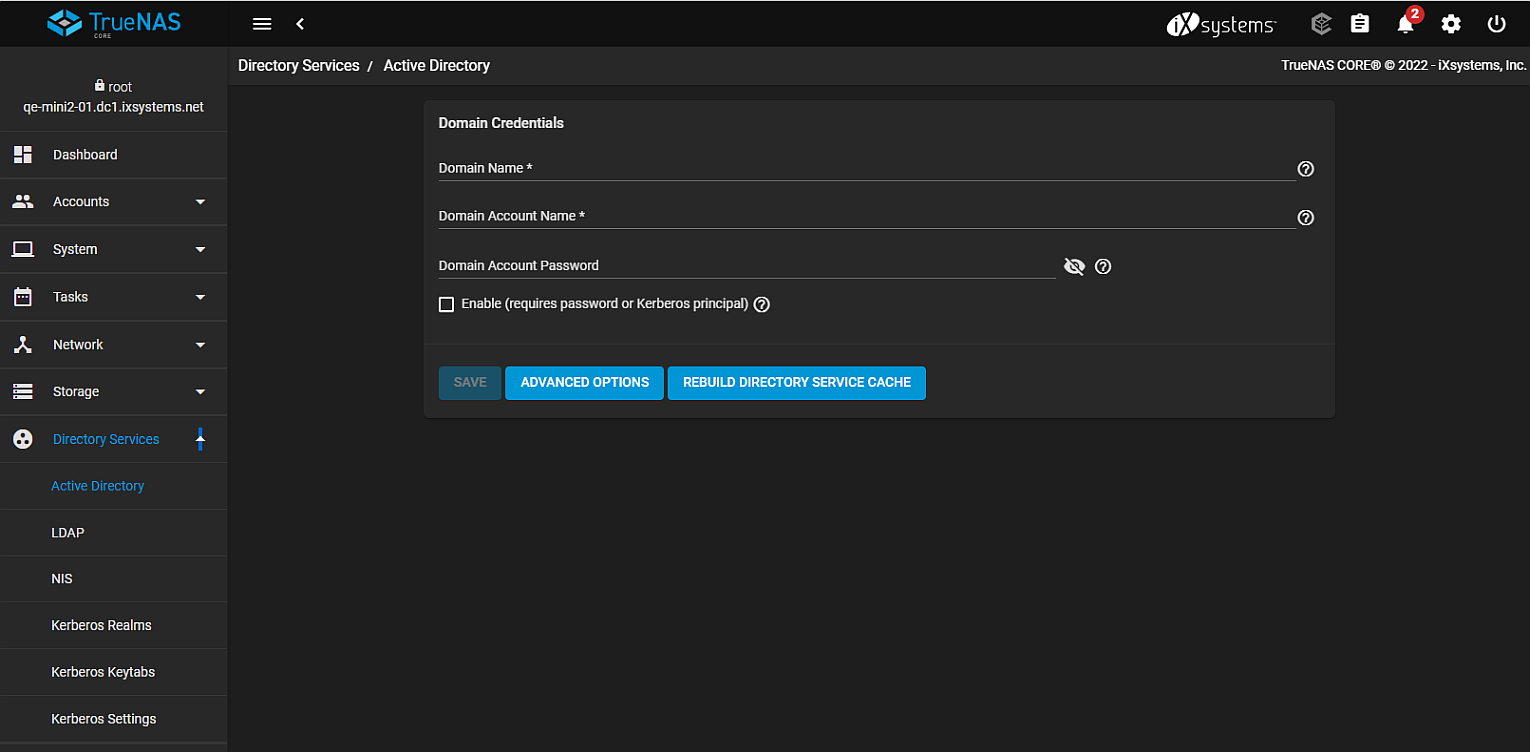 TrueNAS
CORE
iXsystems
2
Directory Services / Active Directory
TrueNAS CORE® © 2022 - iXsystems, Inc.
root
qe-mini2-01.dc1.ixsystems.net
Dashboard
Accounts
System
Tasks
Network
Storage
Directory Services
Active Directory
LDAP
NIS
Kerberos Realms
Kerberos Keytabs
Kerberos Settings
Domain Credentials
Domain Name *
Domain Account Name *
Domain Account Password
Enable (requires password or Kerberos principal)
SAVE
ADVANCED OPTIONS
REBUILD DIRECTORY SERVICE CACHE